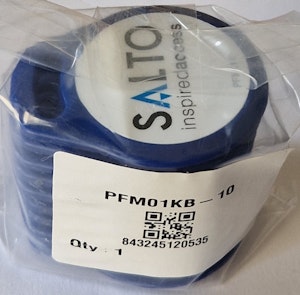 SALTO
inspiredaccess
PFM01KB-10
Qty 1
843245120535